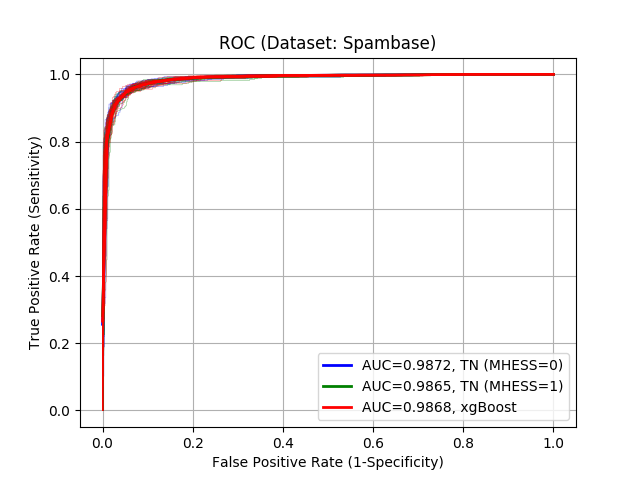 ROC (Dataset: Spambase)
True Positive Rate (Sensitivity)
1.0
0.8
0.6
0.4
0.2
0.0
AUC=0.9872, TN (MHESS=0)
AUC=0.9865, TN (MHESS=1)
AUC=0.9868, xgBoost
0.0 0.2 0.4 0.6 0.8 1.0
False Positive Rate (1-Specificity)